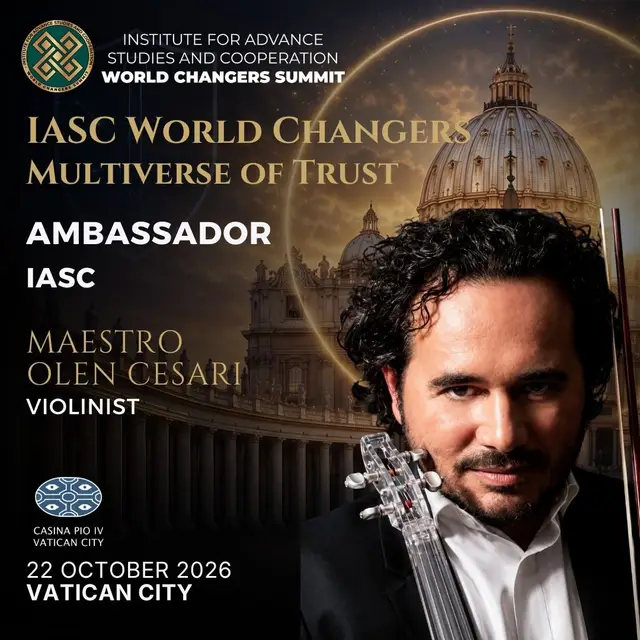 INSTITUTE FOR ADVANCE
STUDIES AND COOPERATION
WORLD CHANGERS SUMMIT
IASC WORLD CHANGERS
MULTIVERSE OF TRUST
AMBASSADOR
IASC
MAESTRO
OLEN CESARI
VIOLINIST
CASINA PIO IV
VATICAN CITY
22 OCTOBER 2026
VATICAN CITY